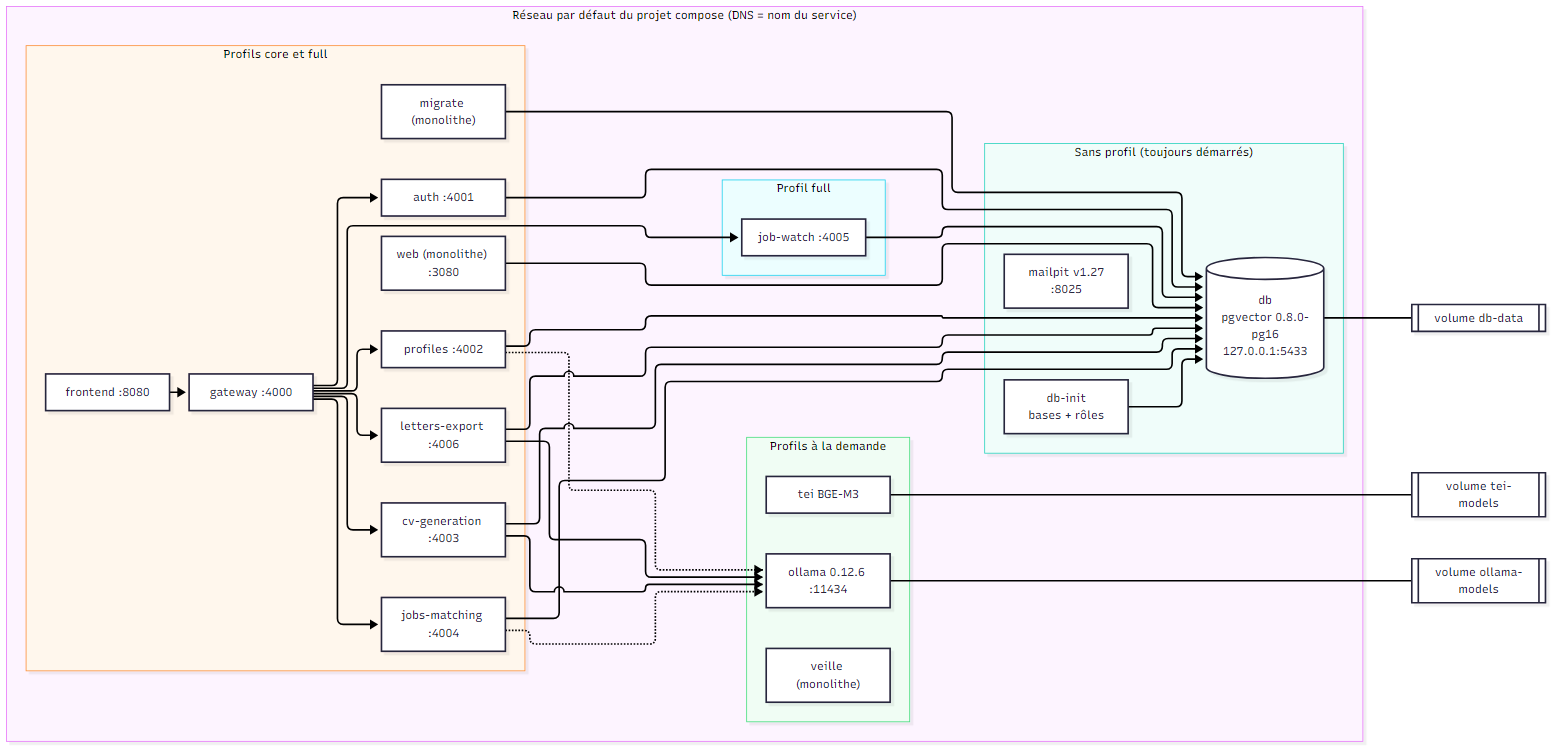 Réseau par défaut du projet compose (DNS = nom du service)
Profils core et full
migrate
(monolithe)
auth :4001
web (monolithe)
:3080
profiles :4002
frontend :8080
gateway :4000
letters-export
:4006
cv-generation
:4003
jobs-matching
:4004
Profil full
job-watch :4005
Sans profil (toujours démarrés)
mailpit v1.27
:8025
db
pgvector 0.8.0-
pg16
127.0.0.1:5433
db-init
bases + rôles
Profils à la demande
tei BGE-M3
ollama 0.12.6
:11434
veille
(monolithe)
volume db-data
volume tei-
models
volume ollama-
models